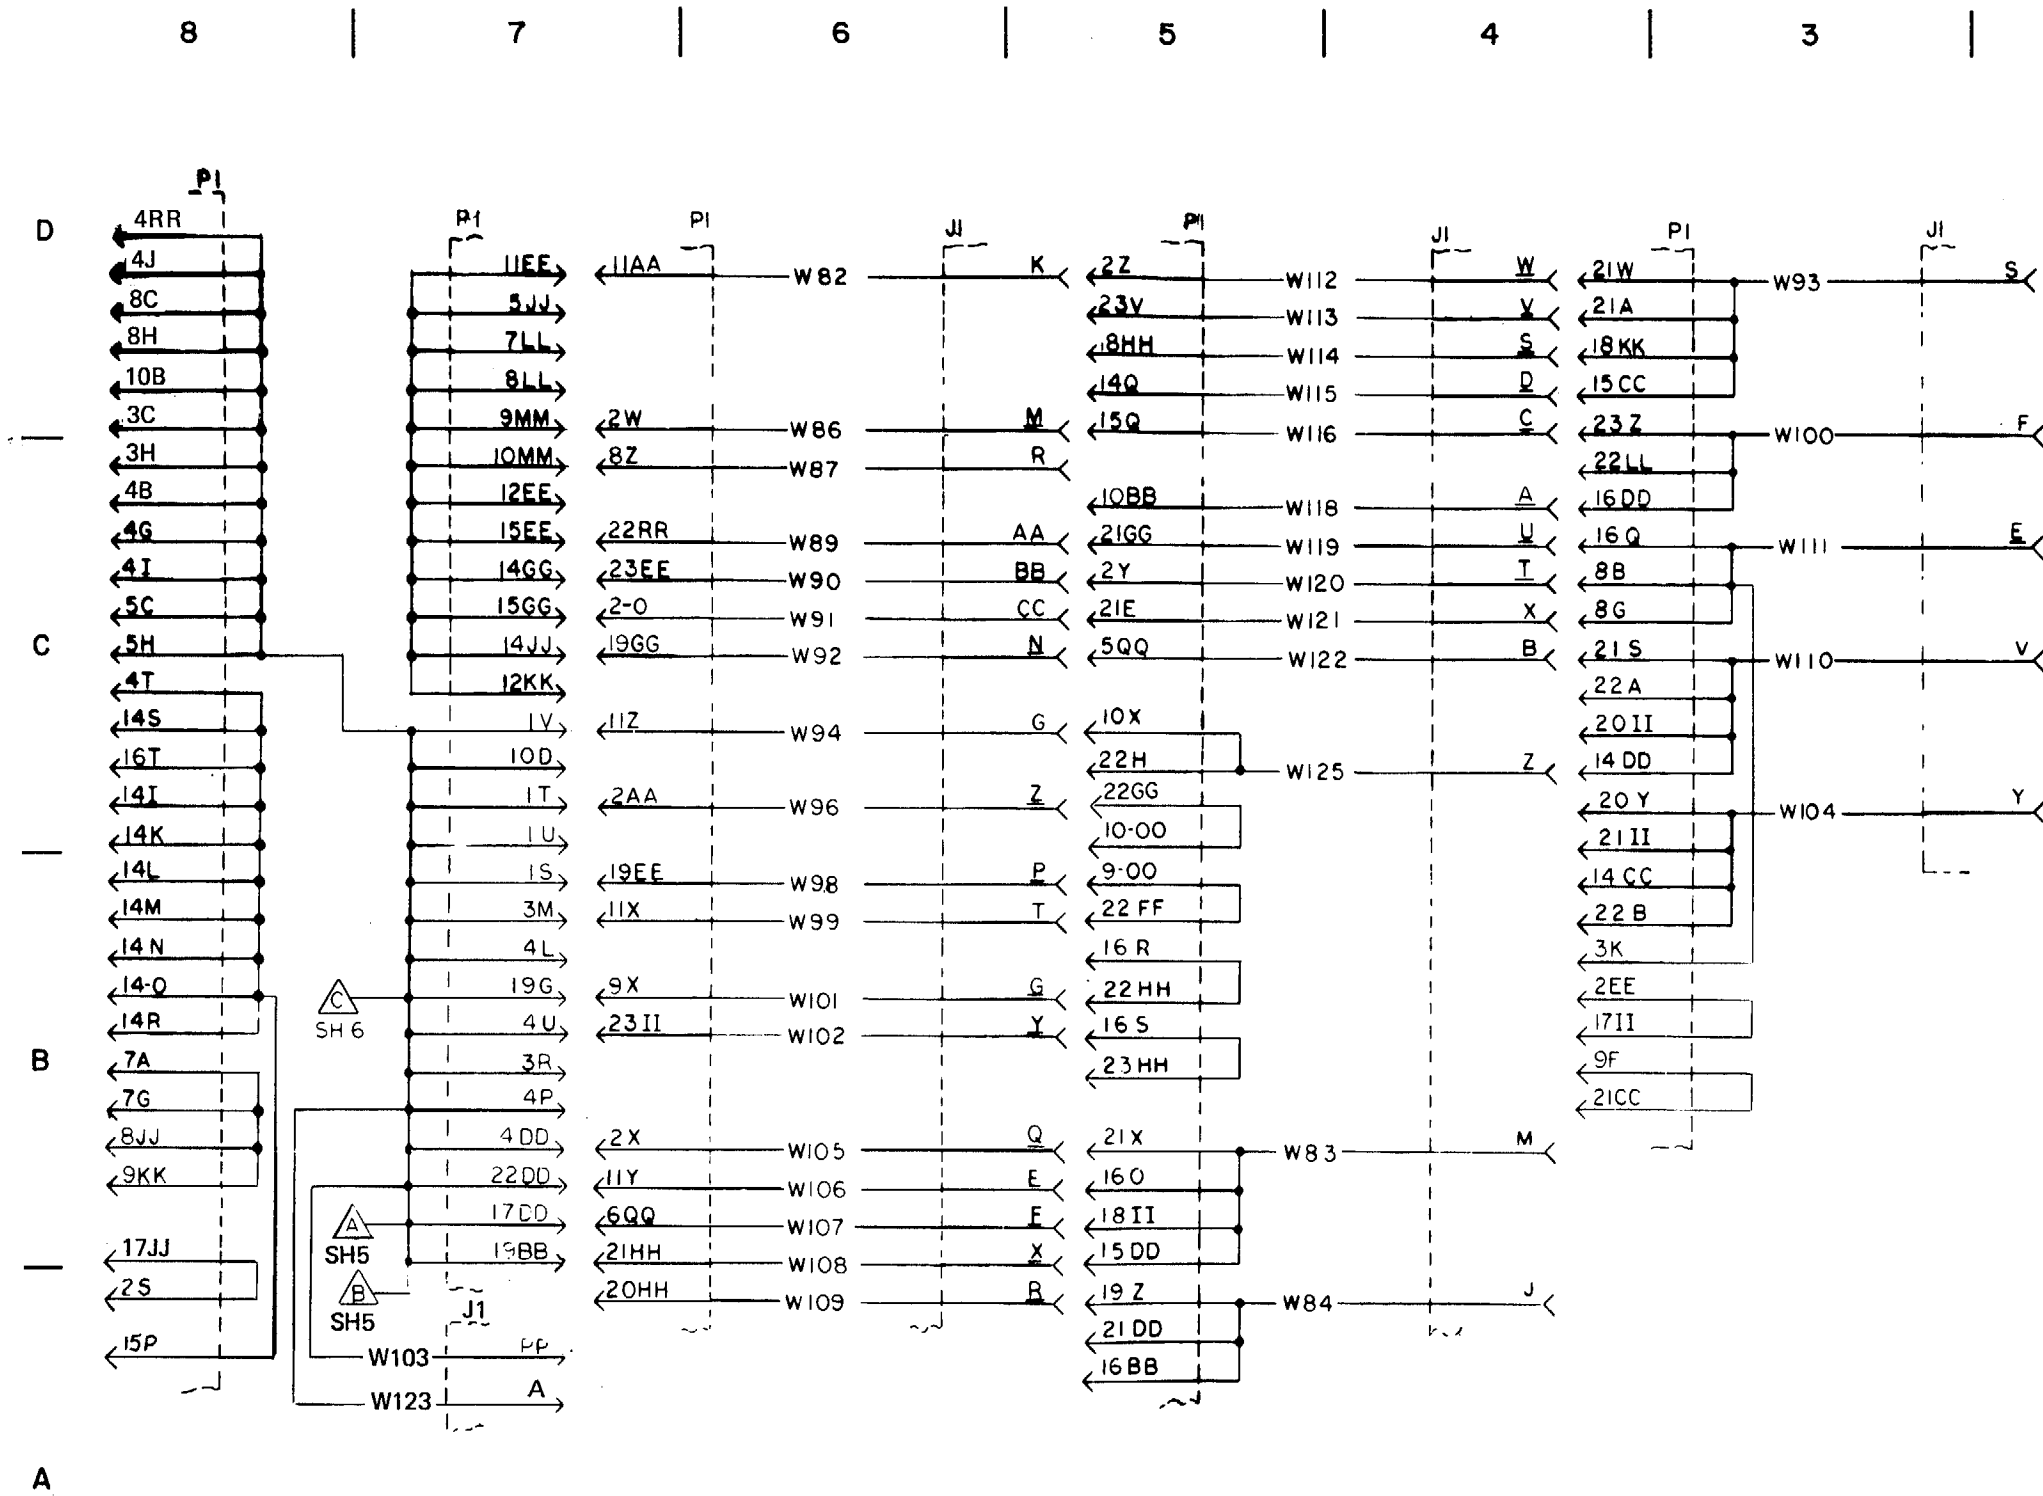 8 7 6 5 4 3
D
P1
4RR
4J
8C
8H
10B
3C
3H
4B
4G
4I
5C
5H
4T
14S
16T
14I
14K
14L
14M
14N
14-O
14R
7A
7G
8JJ
9KK
17JJ
2S
15P
C
B
A
P1
11EE
5JJ
7LL
8LL
9MM
10MM
12EE
15EE
14GG
15GG
14JJ
12KK
1V
10D
1T
1U
1S
3M
4L
19G
4U
3R
4P
4DD
22DD
17DD
19BB
C
SH 6
A
SH5
B
SH5
J1
W103 PP
W123 A
P1 J1
11AA W82 K
2W W86 M
8Z W87 R
22RR W89 AA
23EE W90 BB
2-O W91 CC
19GG W92 N
11Z W94 G
2AA W96 Z
19EE W98 P
11X W99 T
9X W101 G
23II W102 Y
2X W105 Q
11Y W106 E
6QQ W107 F
21HH W108 X
20HH W109 R
P1 J1
2Z W112 W
23V W113 V
18HH W114 S
14Q W115 D
15Q W116 C
10BB W118 A
21GG W119 U
2Y W120 T
21E W121 X
5QQ W122 B
10X
22H W125 Z
22GG
10-OO
9-OO
22FF
16R
22HH
16S
23HH
21X W83 M
16O
18II
15DD
19Z W84 J
21DD
16BB
P1 J1
21W W93 S
21A
18KK
15CC
23Z W100 F
22LL
16DD
16Q W111 E
8B
8G
21S W110 V
22A
20II
14DD
20Y W104 Y
21II
14CC
22B
3K
2EE
17II
9F
21CC